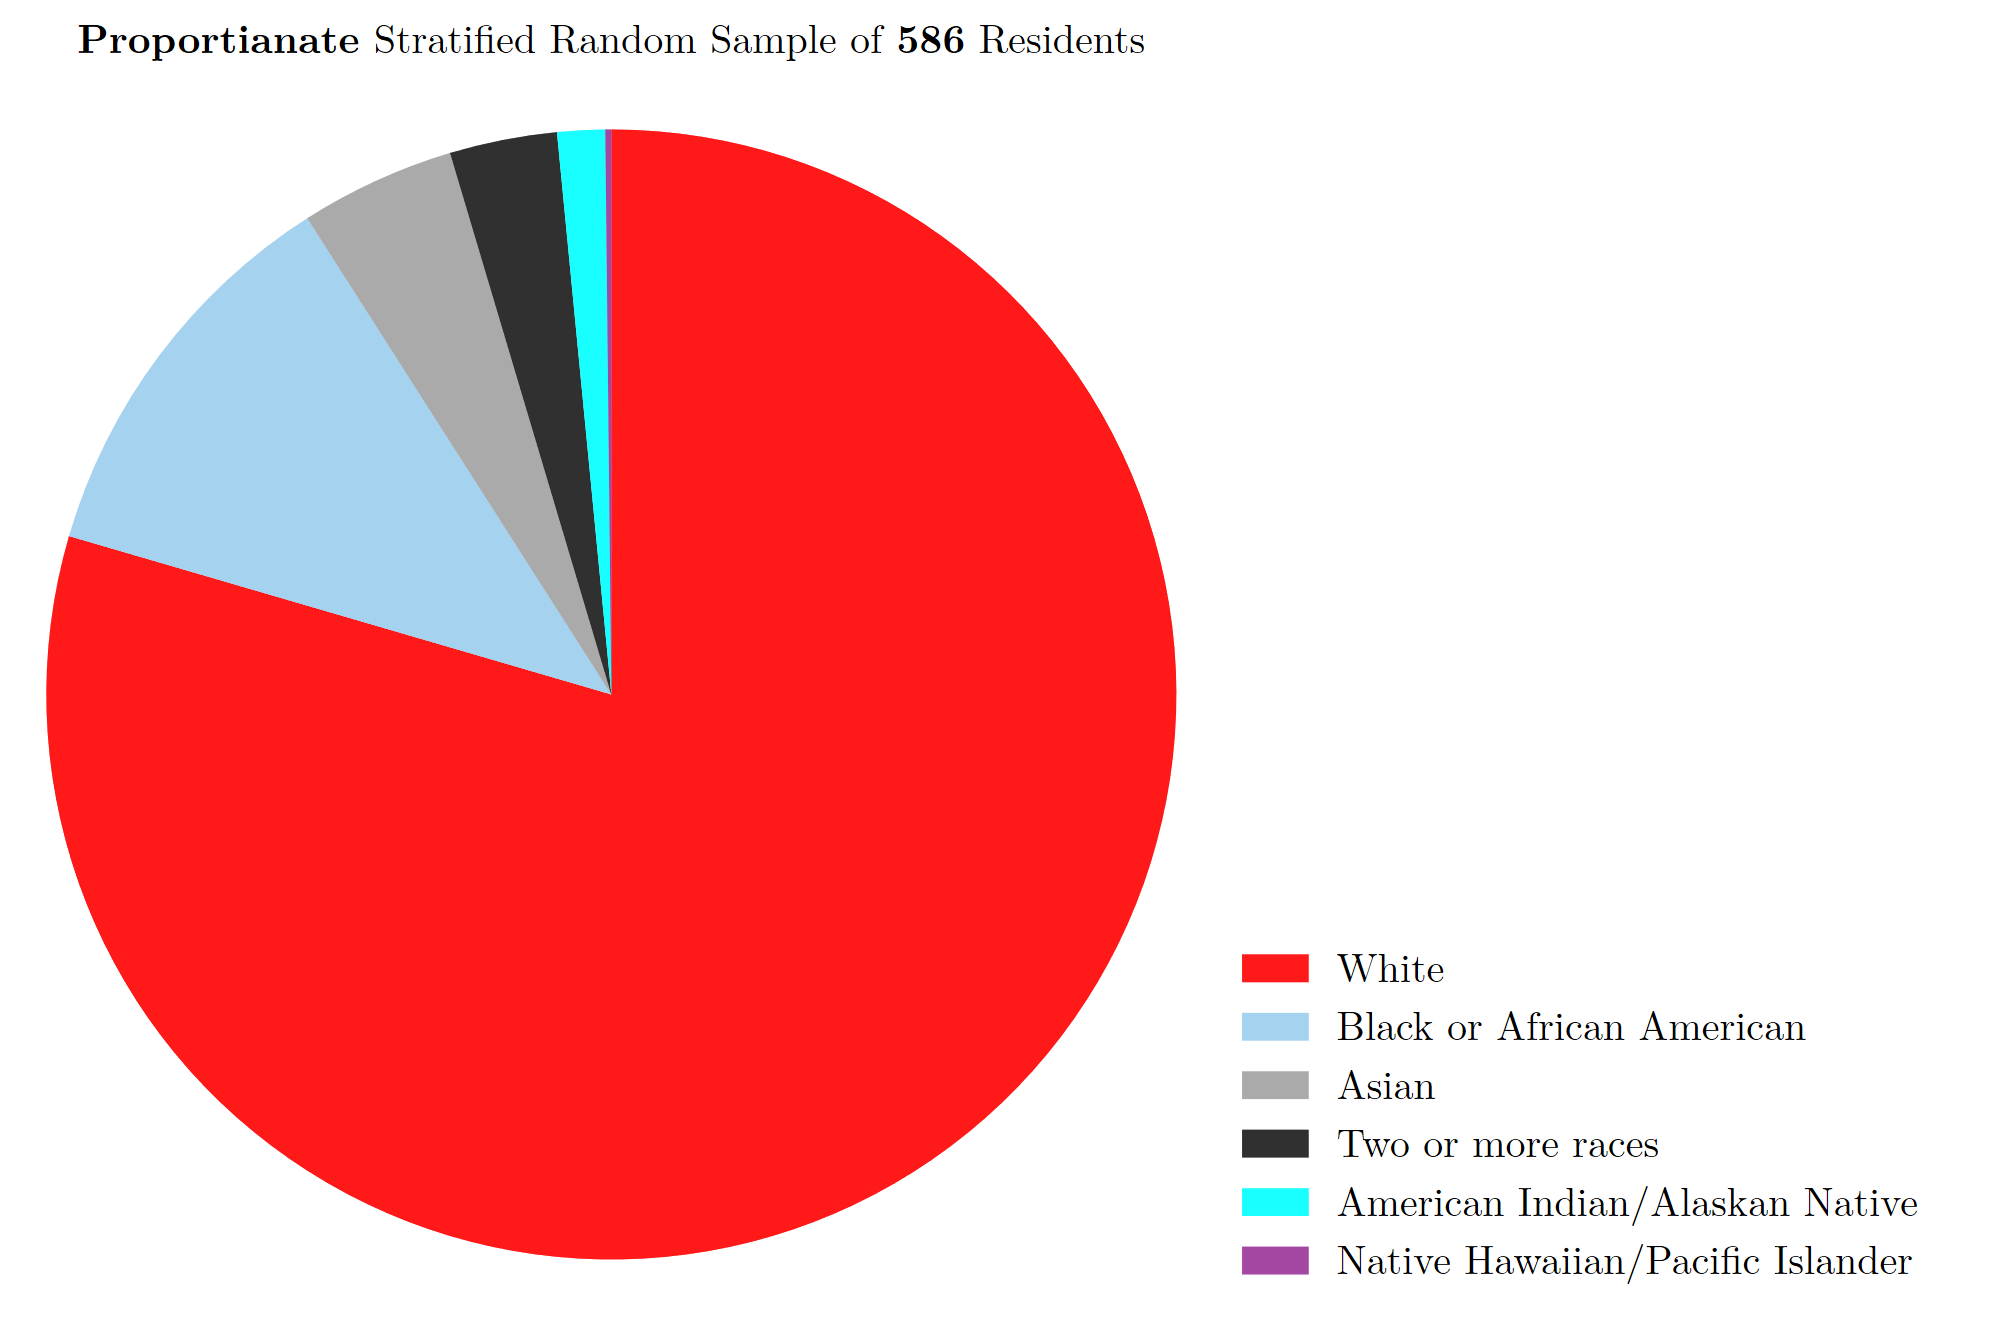 Proportianate Stratified Random Sample of 586 Residents
White
Black or African American
Asian
Two or more races
American Indian/Alaskan Native
Native Hawaiian/Pacific Islander